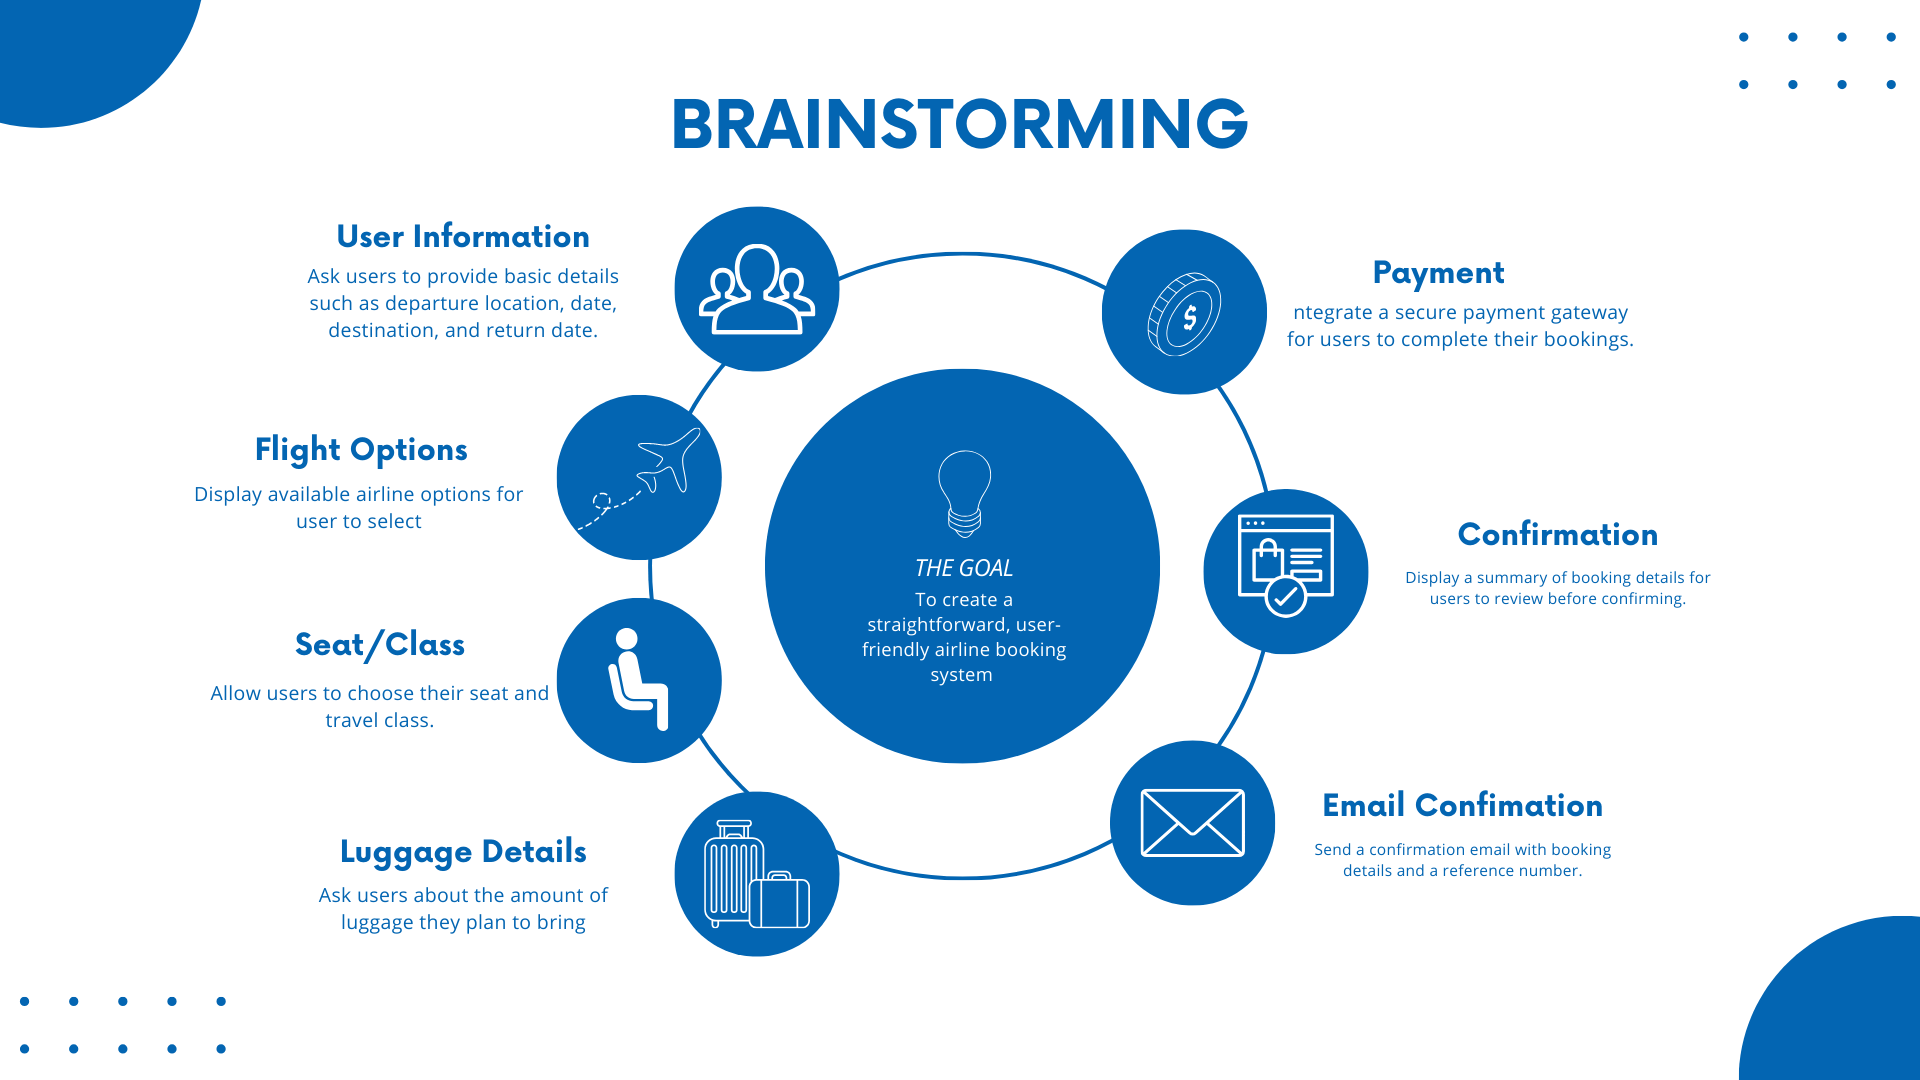 BRAINSTORMING
User Information
Ask users to provide basic details
such as departure location, date,
destination, and return date.
Flight Options
Display available airline options for
user to select
Seat/Class
Allow users to choose their seat and
travel class.
Luggage Details
Ask users about the amount of
luggage they plan to bring
$
THE GOAL
To create a
straightforward, user-
friendly airline booking
system
Payment
ntegrate a secure payment gateway
for users to complete their bookings.
Confirmation
Display a summary of booking details for
users to review before confirming.
Email Confimation
Send a confirmation email with booking
details and a reference number.